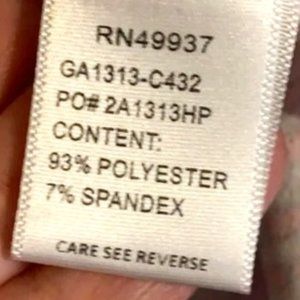 RN49937
GA1313-C432
PO# 2A1313HP
CONTENT:
93% POLYESTER
7% SPANDEX
CARE SEE REVERSE